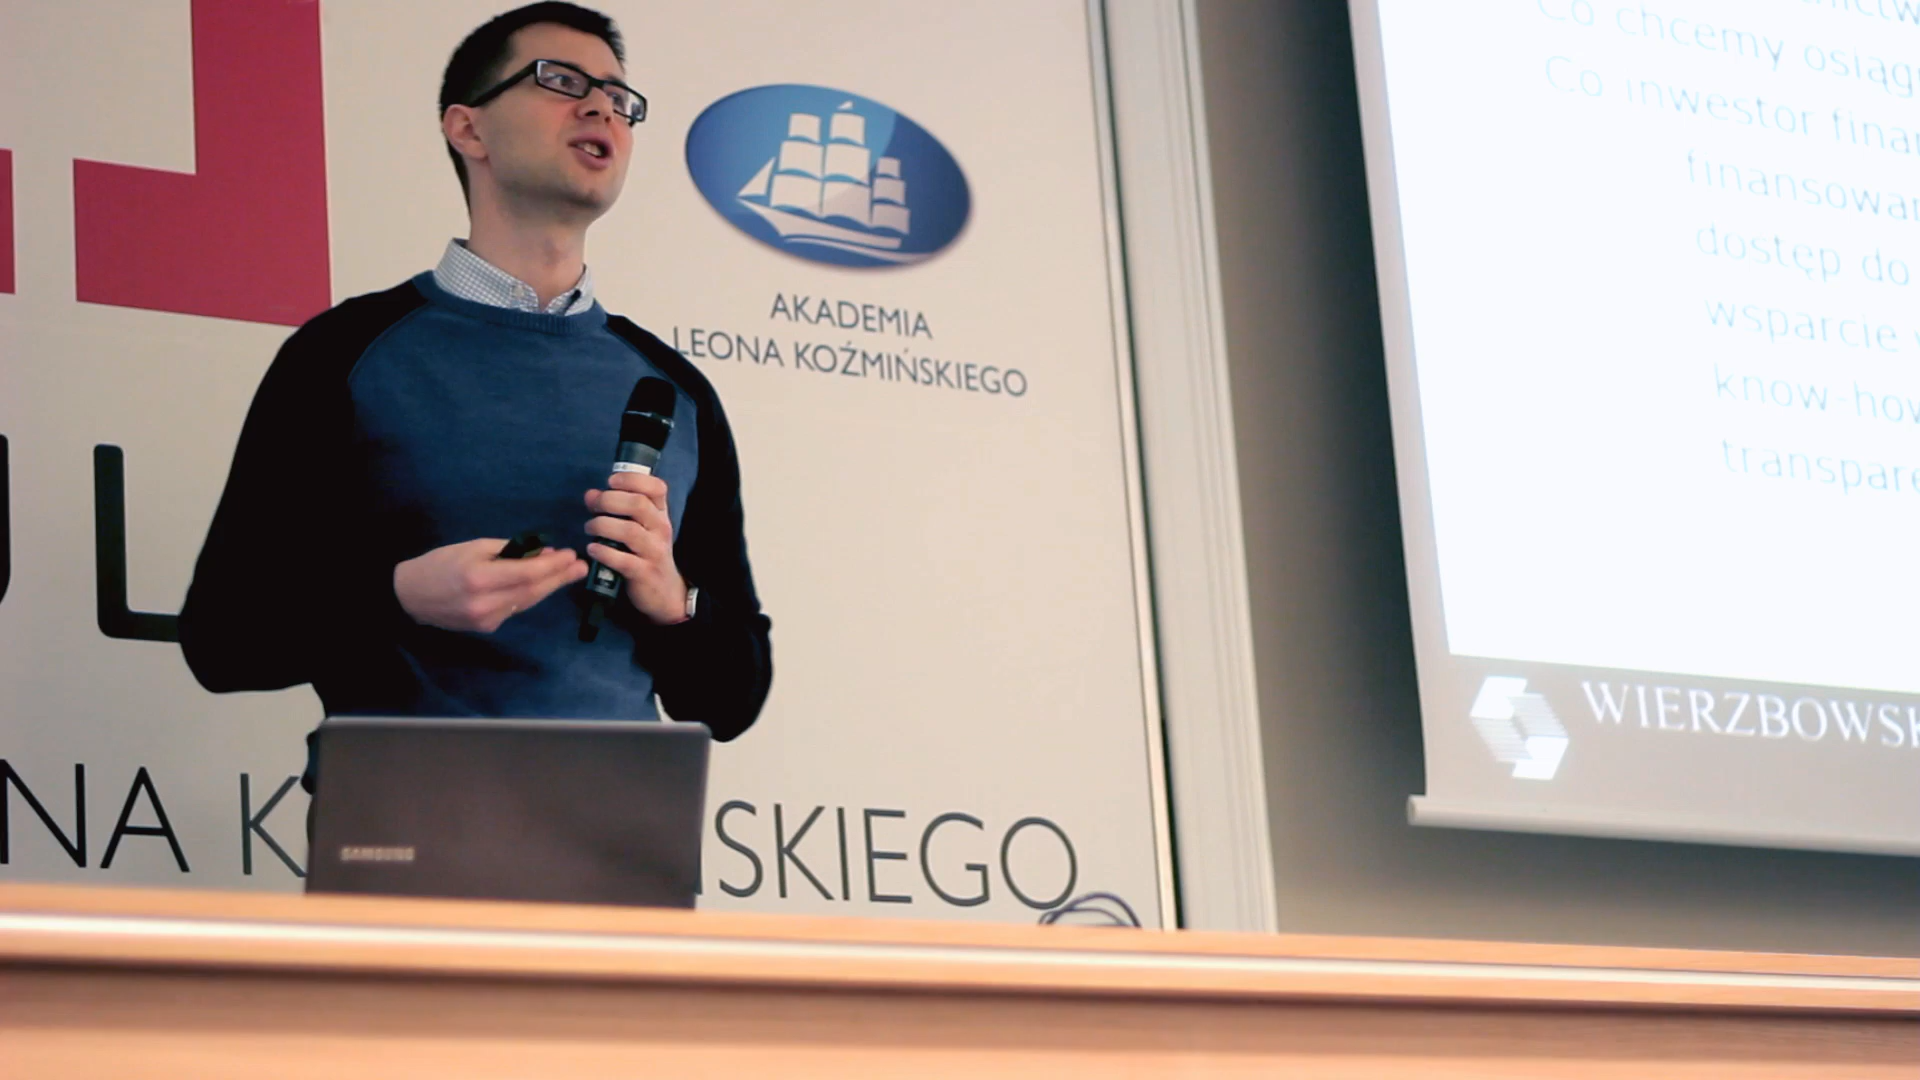 AKADEMIA
LEONA KOŹMIŃSKIEGO
NA K
SKIEGO
SAMSUNG
Co chcemy osiąg
Co inwestor finan
finansowan
dostęp do
wsparcie
know-how
transpare
WIERZBOWSK